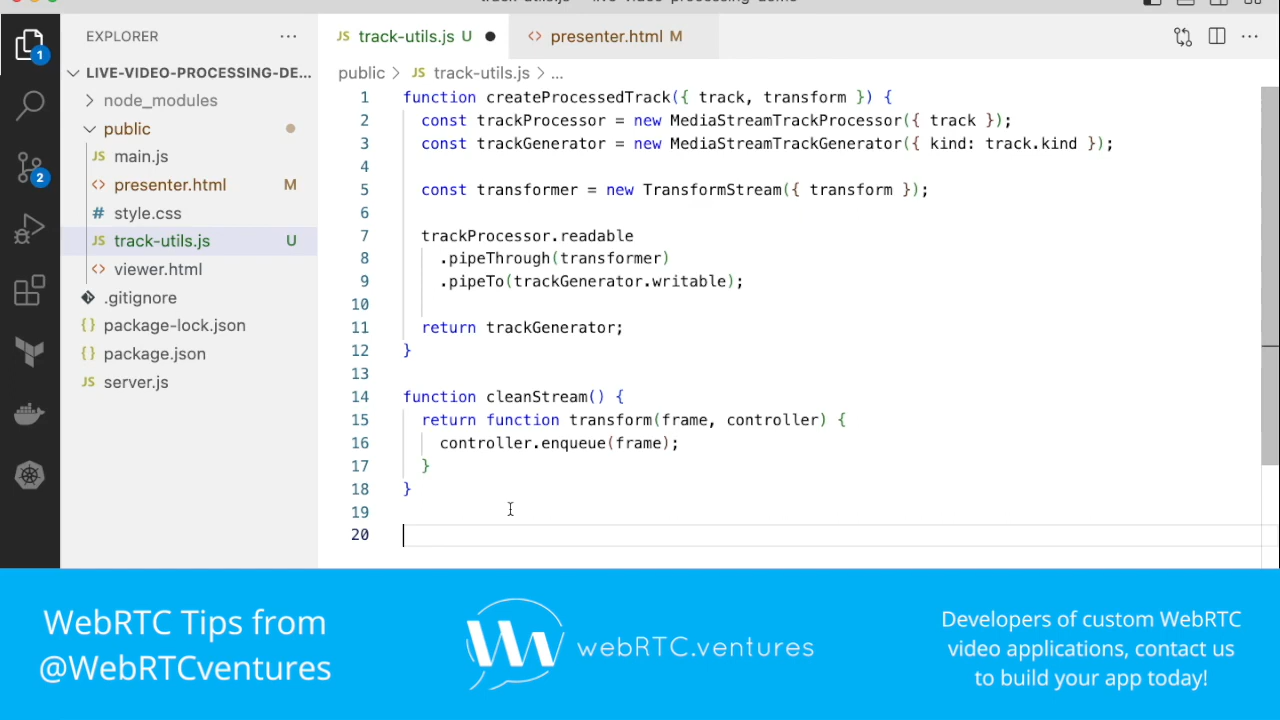 EXPLORER
LIVE-VIDEO-PROCESSING-DE...
node_modules
public
JS main.js
<> presenter.html M
# style.css
JS track-utils.js U
<> viewer.html
.gitignore
{} package-lock.json
{} package.json
JS server.js
1
2
2
JS track-utils.js U
<> presenter.html M
public > JS track-utils.js > ...
1 function createProcessedTrack({ track, transform }) {
2 const trackProcessor = new MediaStreamTrackProcessor({ track });
3 const trackGenerator = new MediaStreamTrackGenerator({ kind: track.kind });
4
5 const transformer = new TransformStream({ transform });
6
7 trackProcessor.readable
8 .pipeThrough(transformer)
9 .pipeTo(trackGenerator.writable);
10
11 return trackGenerator;
12 }
13
14 function cleanStream() {
15 return function transform(frame, controller) {
16 controller.enqueue(frame);
17 }
18 }
19
20
WebRTC Tips from
@WebRTCventures
webRTC.ventures
Developers of custom WebRTC
video applications, contact us
to build your app today!